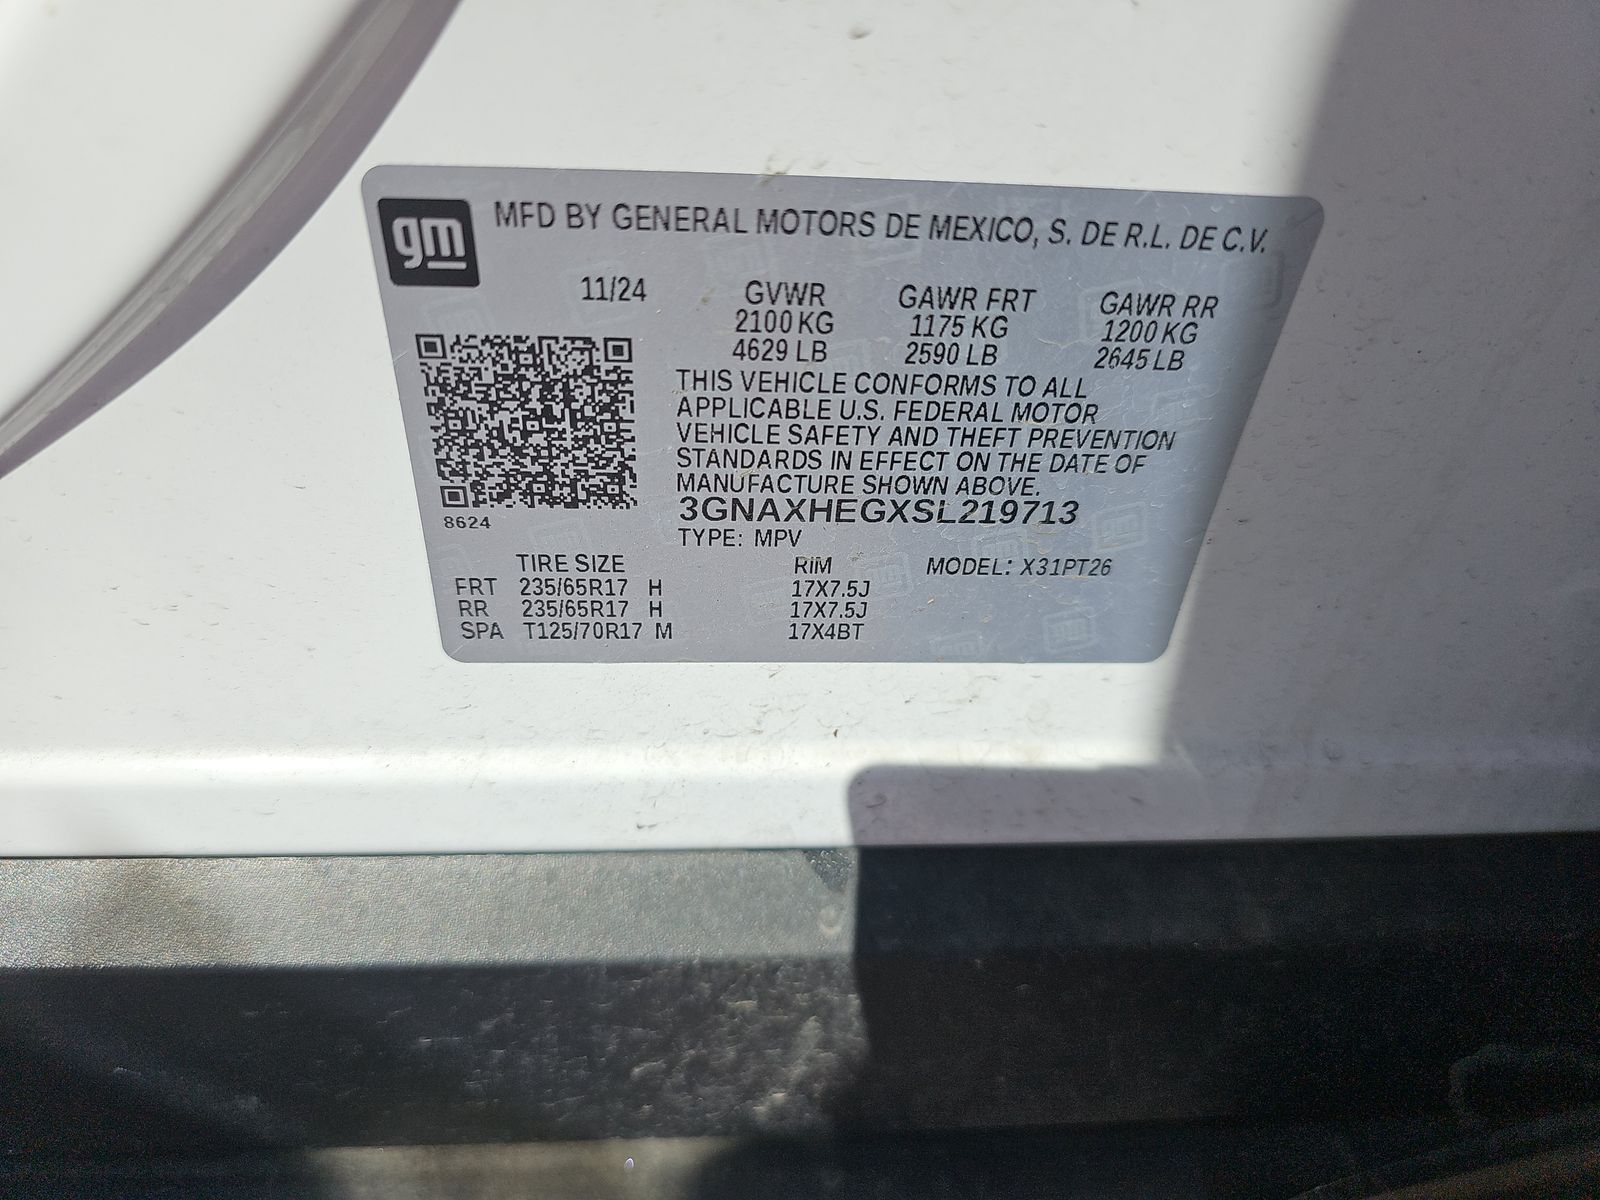 gm
MFD BY GENERAL MOTORS DE MEXICO, S. DE R.L. DE C.V.
11/24 GVWR GAWR FRT GAWR RR
2100 KG 1175 KG 1200 KG
4629 LB 2590 LB 2645 LB
THIS VEHICLE CONFORMS TO ALL
APPLICABLE U.S. FEDERAL MOTOR
VEHICLE SAFETY AND THEFT PREVENTION
STANDARDS IN EFFECT ON THE DATE OF
MANUFACTURE SHOWN ABOVE.
3GNAXHEGXSL219713
8624
TYPE: MPV
TIRE SIZE RIM MODEL: X31PT26
FRT 235/65R17 H 17X7.5J
RR 235/65R17 H 17X7.5J
SPA T125/70R17 M 17X4BT